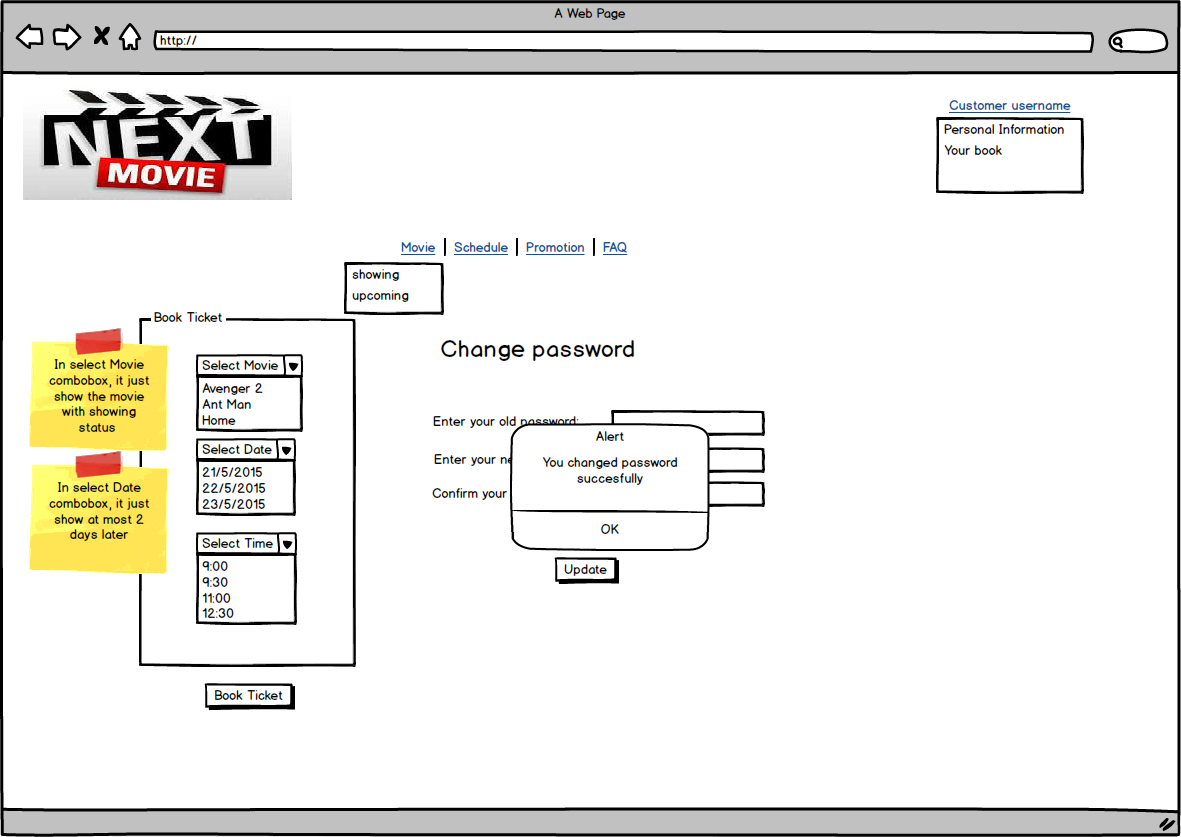 A Web Page
http://
NEXT
MOVIE
Customer username
Personal Information
Your book
Movie | Schedule | Promotion | FAQ
showing
upcoming
Book Ticket
In select Movie
combobox, it just
show the movie
with showing
status
In select Date
combobox, it just
show at most 2
days later
Select Movie
Avenger 2
Ant Man
Home
Select Date
21/5/2015
22/5/2015
23/5/2015
Select Time
9:00
9:30
11:00
12:30
Book Ticket
Change password
Enter your old password:
Enter your ne
Confirm your
Alert
You changed password
succesfully
OK
Update